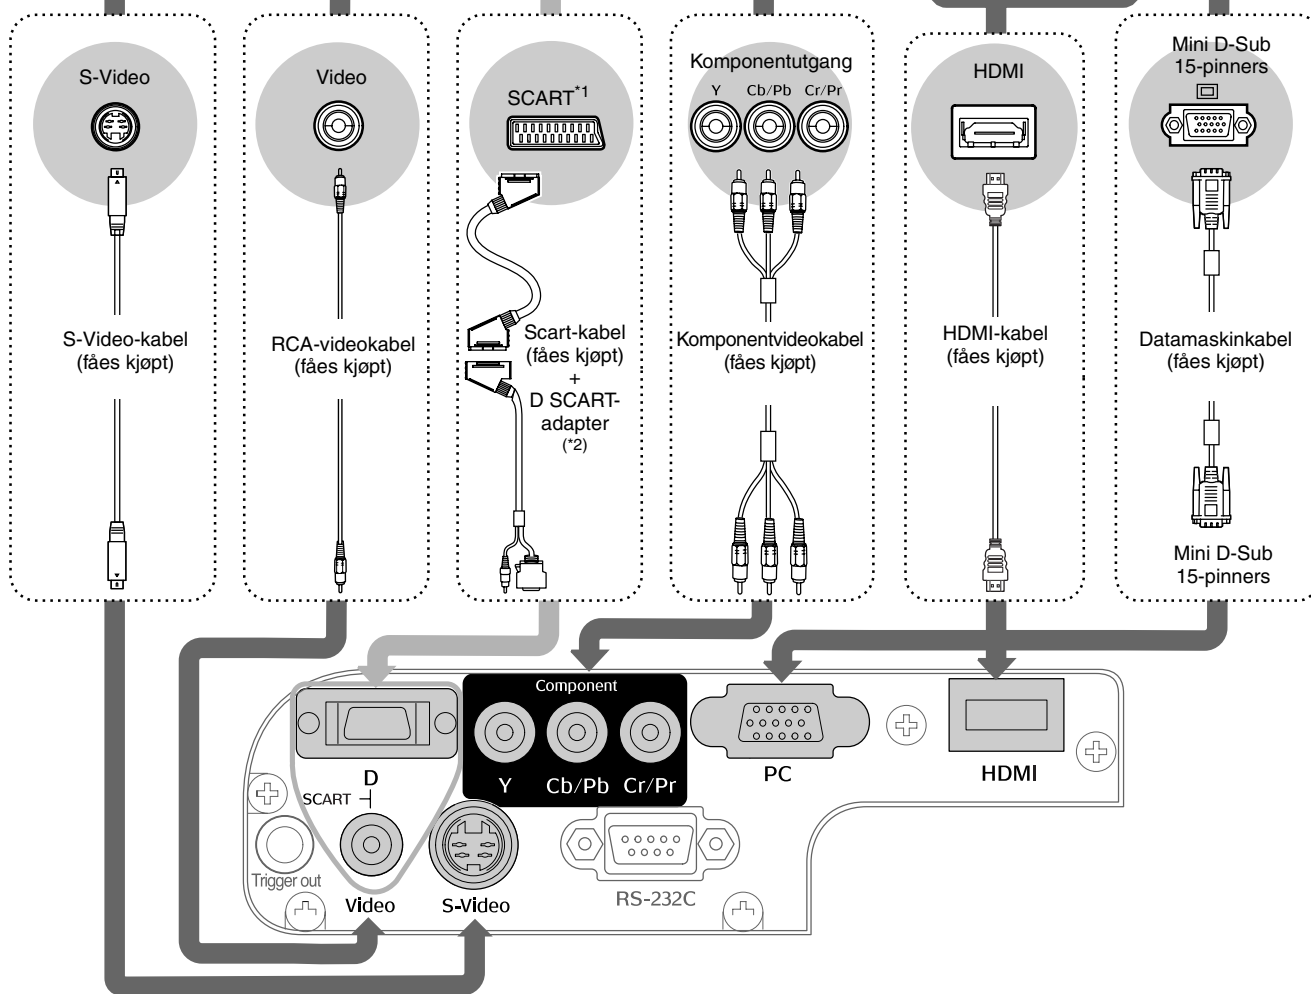 S-Video
Video
SCART*1
Komponentutgang
Y Cb/Pb Cr/Pr
HDMI
Mini D-Sub
15-pinners
S-Video-kabel
(fåes kjøpt)
RCA-videokabel
(fåes kjøpt)
Scart-kabel
(fåes kjøpt)
+
D SCART-
adapter
(*2)
Komponentvideokabel
(fåes kjøpt)
HDMI-kabel
(fåes kjøpt)
Datamaskinkabel
(fåes kjøpt)
Mini D-Sub
15-pinners
Component
Y Cb/Pb Cr/Pr
PC
HDMI
D
SCART
Trigger out
Video
S-Video
RS-232C